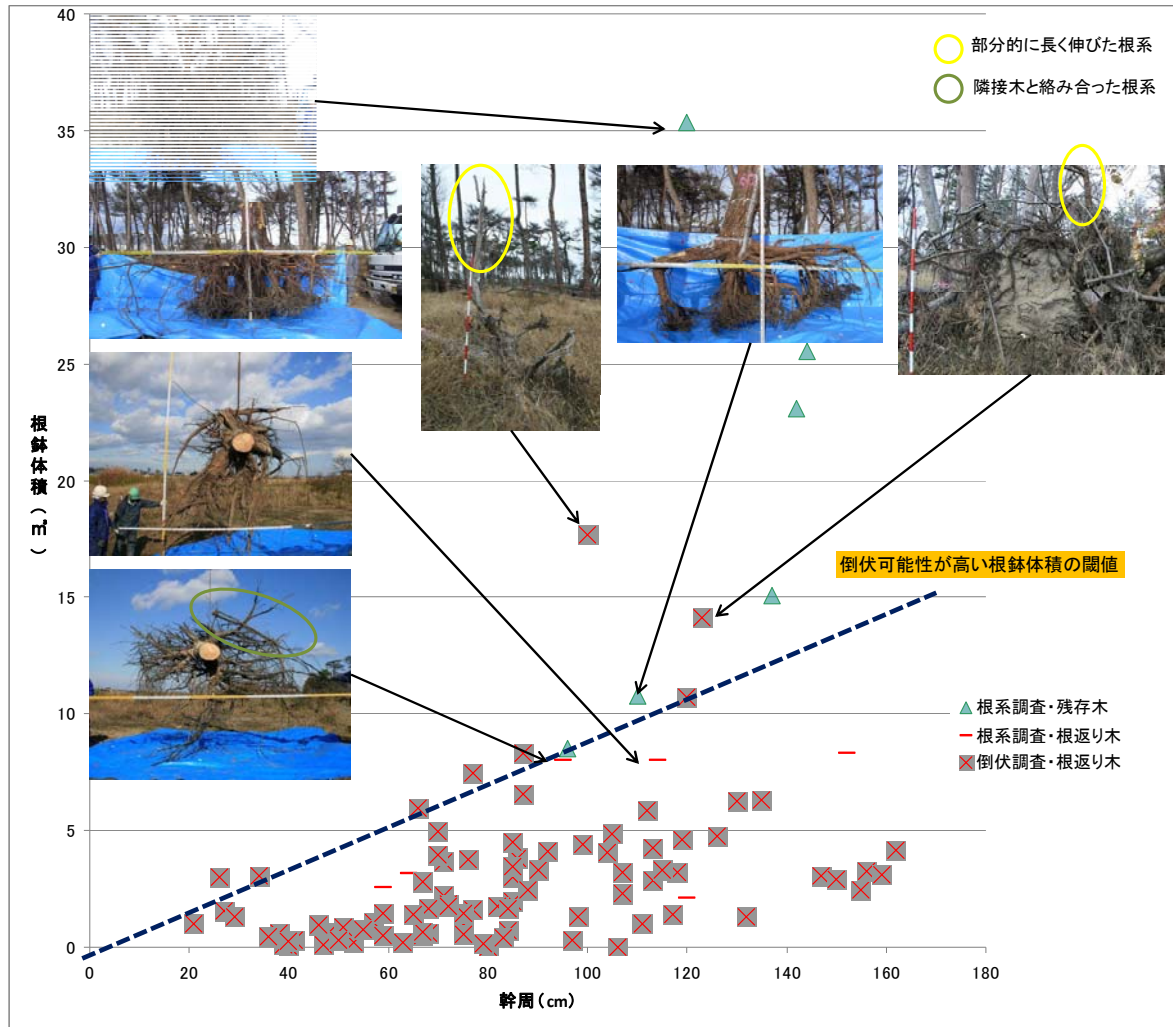 40
35
30
25
20
15
10
5
0
根鉢体積(㎥)
部分的に長く伸びた根系
隣接木と絡み合った根系
倒伏可能性が高い根鉢体積の閾値
根系調査・残存木
根系調査・根返り木
倒伏調査・根返り木
0 20 40 60 80 100 120 140 160 180
幹周(cm)